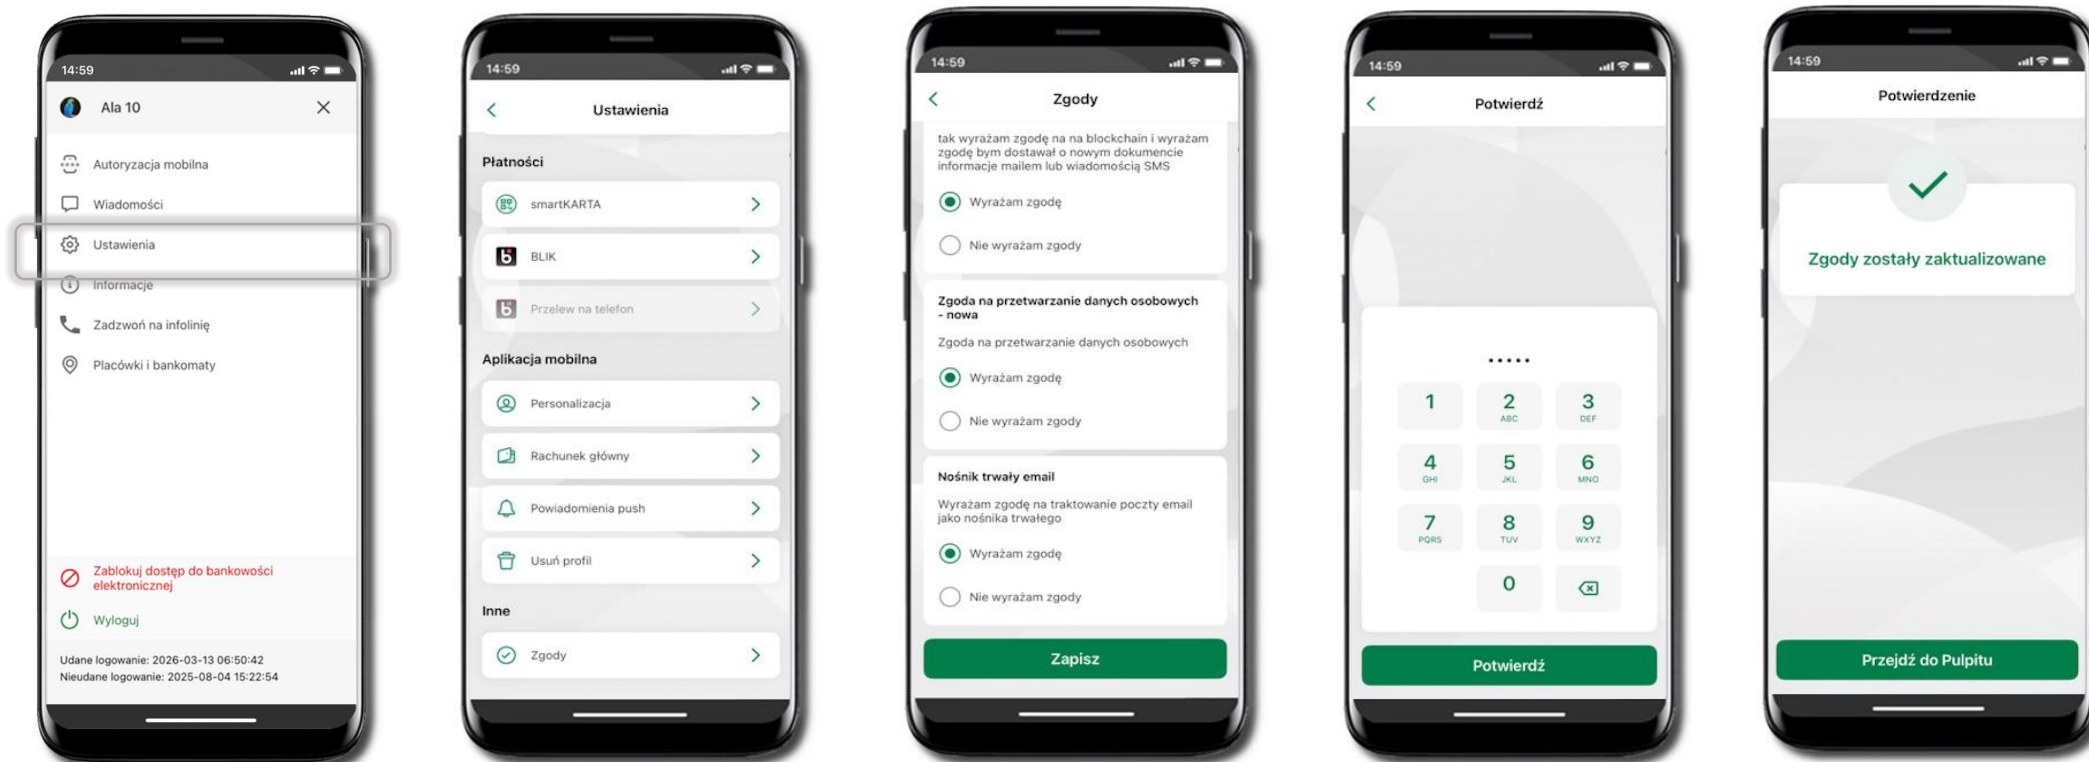 14:59
Ala 10
Autoryzacja mobilna
Wiadomości
Ustawienia
Informacje
Zadzwoń na infolinię
Placówki i bankomaty
Zablokuj dostęp do bankowości
elektronicznej
Wyloguj
Udane logowanie: 2026-03-13 06:50:42
Nieudane logowanie: 2025-08-04 15:22:54
14:59
Ustawienia
Płatności
smartKARTA
BLIK
Przelew na telefon
Aplikacja mobilna
Personalizacja
Rachunek główny
Powiadomienia push
Usuń profil
Inne
Zgody
14:59
Zgody
tak wyrażam zgodę na na blockchain i wyrażam
zgodę bym dostawał o nowym dokumencie
informacje mailem lub wiadomością SMS
Wyrażam zgodę
Nie wyrażam zgody
Zgoda na przetwarzanie danych osobowych
- nowa
Zgoda na przetwarzanie danych osobowych
Wyrażam zgodę
Nie wyrażam zgody
Nośnik trwały email
Wyrażam zgodę na traktowanie poczty email
jako nośnika trwałego
Wyrażam zgodę
Nie wyrażam zgody
Zapisz
14:59
Potwierdź
1 2 3
ABC DEF
4 5 6
GHI JKL MNO
7 8 9
PQRS TUV WXYZ
0
Potwierdź
14:59
Potwierdzenie
Zgody zostały zaktualizowane
Przejdź do Pulpitu